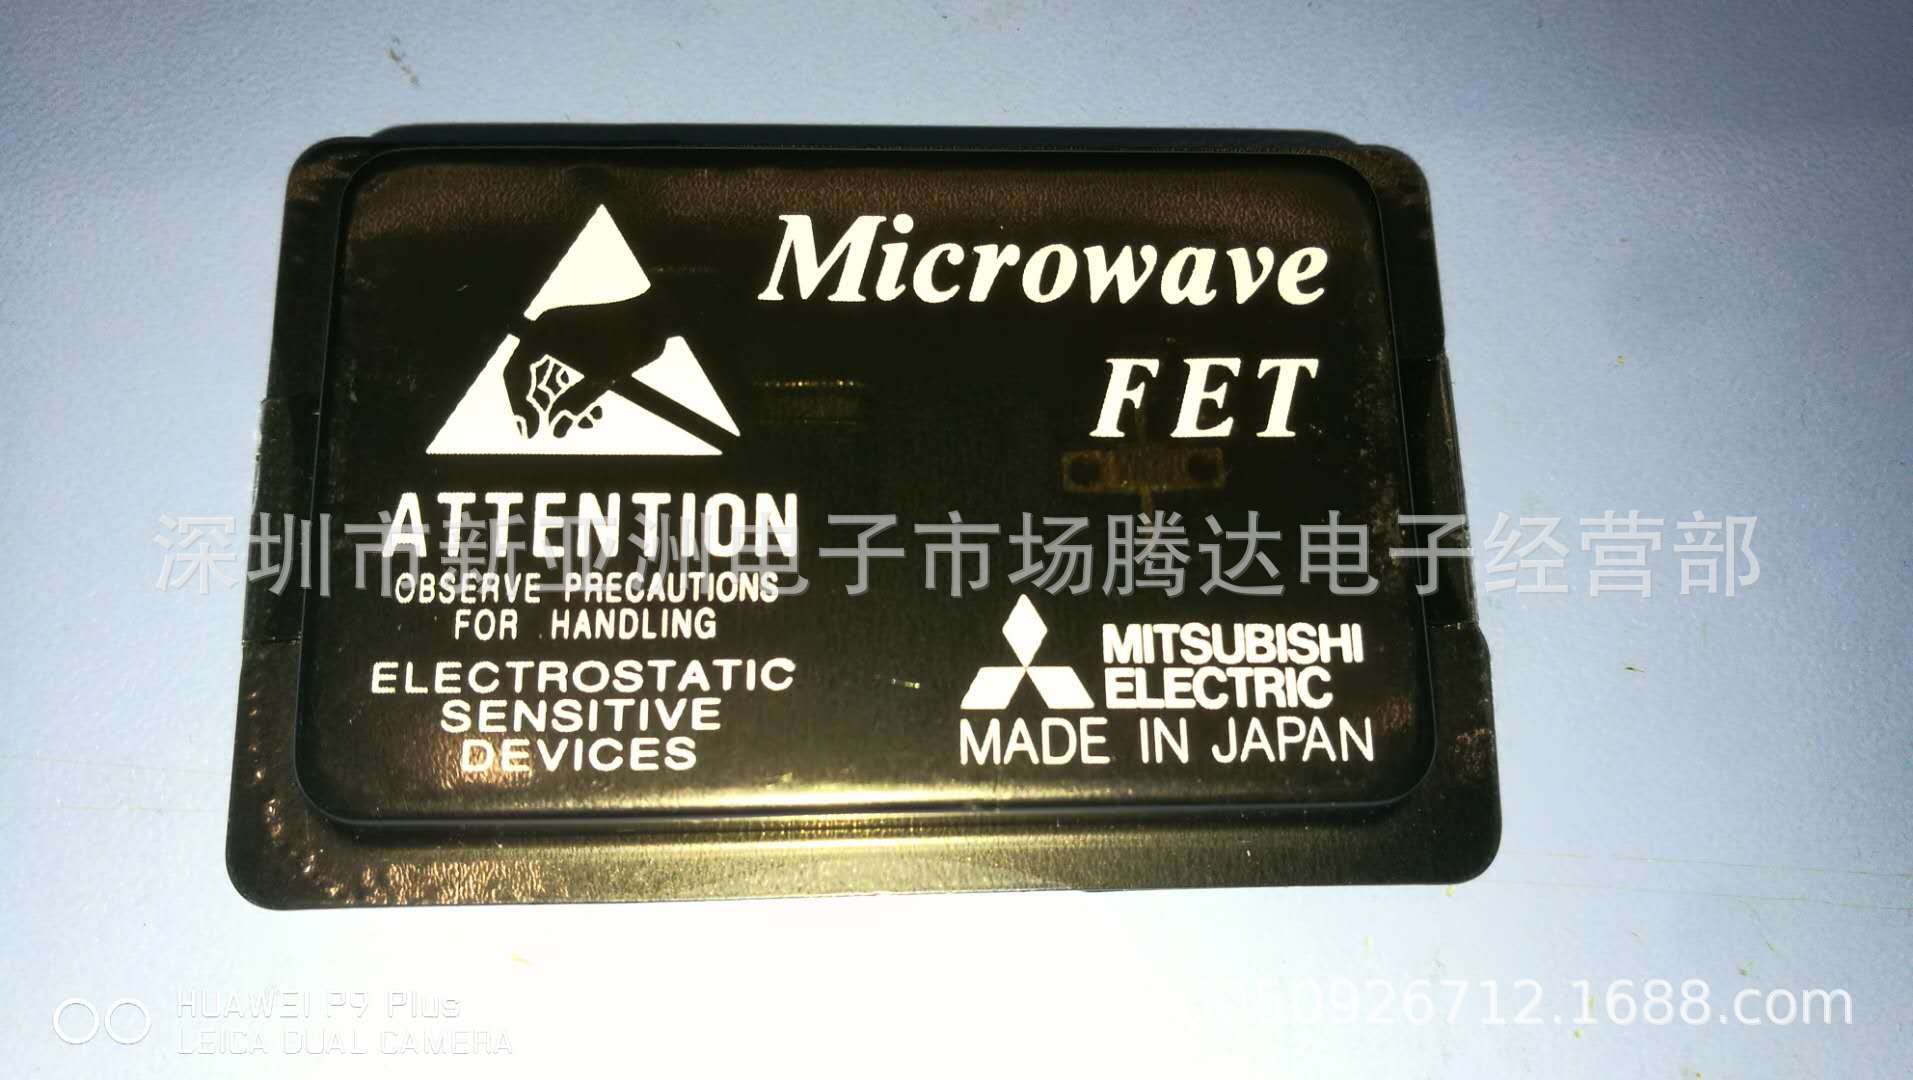 Microwave
FET
ATTENTION
OBSERVE PRECAUTIONS
FOR HANDLING
ELECTROSTATIC
SENSITIVE
DEVICES
MITSUBISHI
ELECTRIC
MADE IN JAPAN
深圳市新亚洲电子市场腾达电子经营部
HUAWEI P9 Plus
LEICA DUAL CAMERA
50926712.1688.com